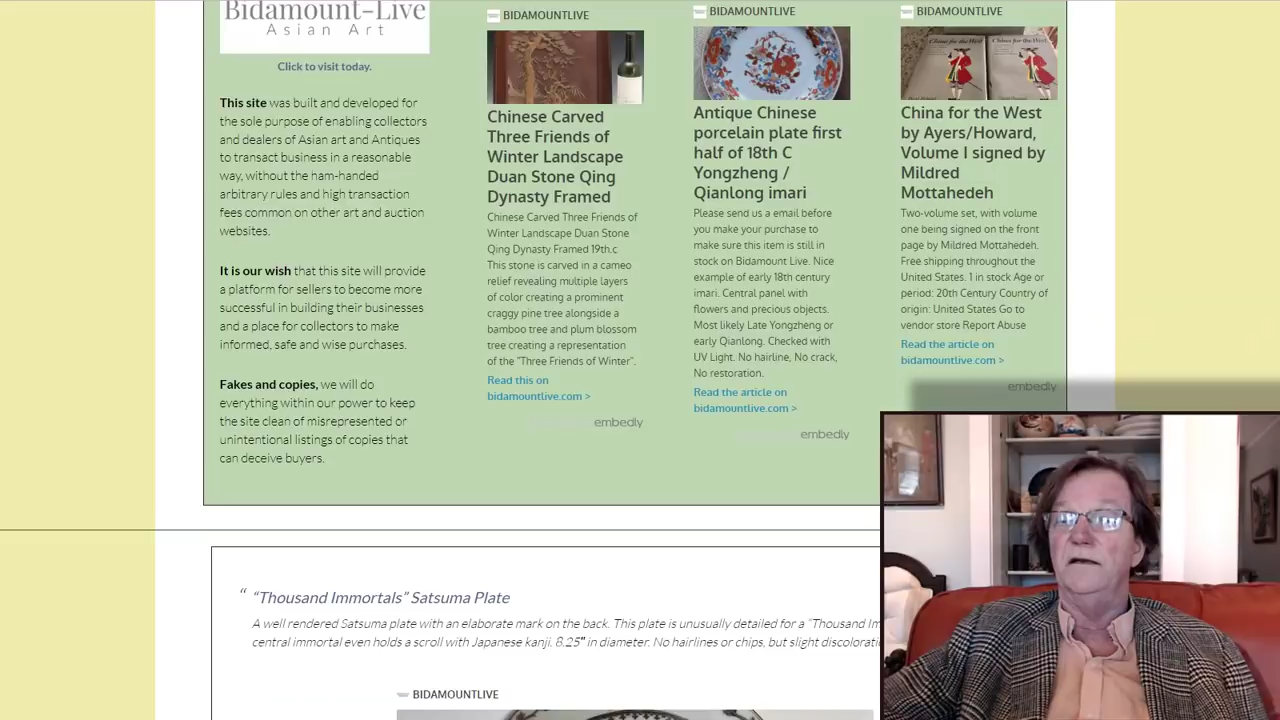 Bidamount-Live
Asian Art
Click to visit today.
This site was built and developed for
the sole purpose of enabling collectors
and dealers of Asian art and Antiques
to transact business in a reasonable
way, without the ham-handed
arbitrary rules and high transaction
fees common on other art and auction
websites.
It is our wish that this site will provide
a platform for sellers to become more
successful in building their businesses
and a place for collectors to make
informed, safe and wise purchases.
Fakes and copies, we will do
everything within our power to keep
the site clean of misrepresented or
unintentional listings of copies that
can deceive buyers.
BIDAMOUNTLIVE
Chinese Carved
Three Friends of
Winter Landscape
Duan Stone Qing
Dynasty Framed
Chinese Carved Three Friends of
Winter Landscape Duan Stone
Qing Dynasty Framed 19th.c
This stone is carved in a cameo
relief revealing multiple layers
of color creating a prominent
craggy pine tree alongside a
bamboo tree and plum blossom
tree creating a representation
of the "Three Friends of Winter".
Read this on
bidamountlive.com >
embedly
BIDAMOUNTLIVE
Antique Chinese
porcelain plate first
half of 18th C
Yongzheng /
Qianlong imari
Please send us a email before
you make your purchase to
make sure this item is still in
stock on Bidamount Live. Nice
example of early 18th century
imari. Central panel with
flowers and precious objects.
Most likely Late Yongzheng or
early Qianlong. Checked with
UV Light. No hairline, No crack,
No restoration.
Read the article on
bidamountlive.com >
embedly
BIDAMOUNTLIVE
China for the West
China for the West
China for the West
by Ayers/Howard,
Volume I signed by
Mildred
Mottahedeh
Two-volume set, with volume
one being signed on the front
page by Mildred Mottahedeh.
Free shipping throughout the
United States. 1 in stock Age or
period: 20th Century Country of
origin: United States Go to
vendor store Report Abuse
Read the article on
bidamountlive.com >
embedly
“ “Thousand Immortals” Satsuma Plate
A well rendered Satsuma plate with an elaborate mark on the back. This plate is unusually detailed for a “Thousand Im
central immortal even holds a scroll with Japanese kanji. 8.25″ in diameter. No hairlines or chips, but slight discolorati
BIDAMOUNTLIVE